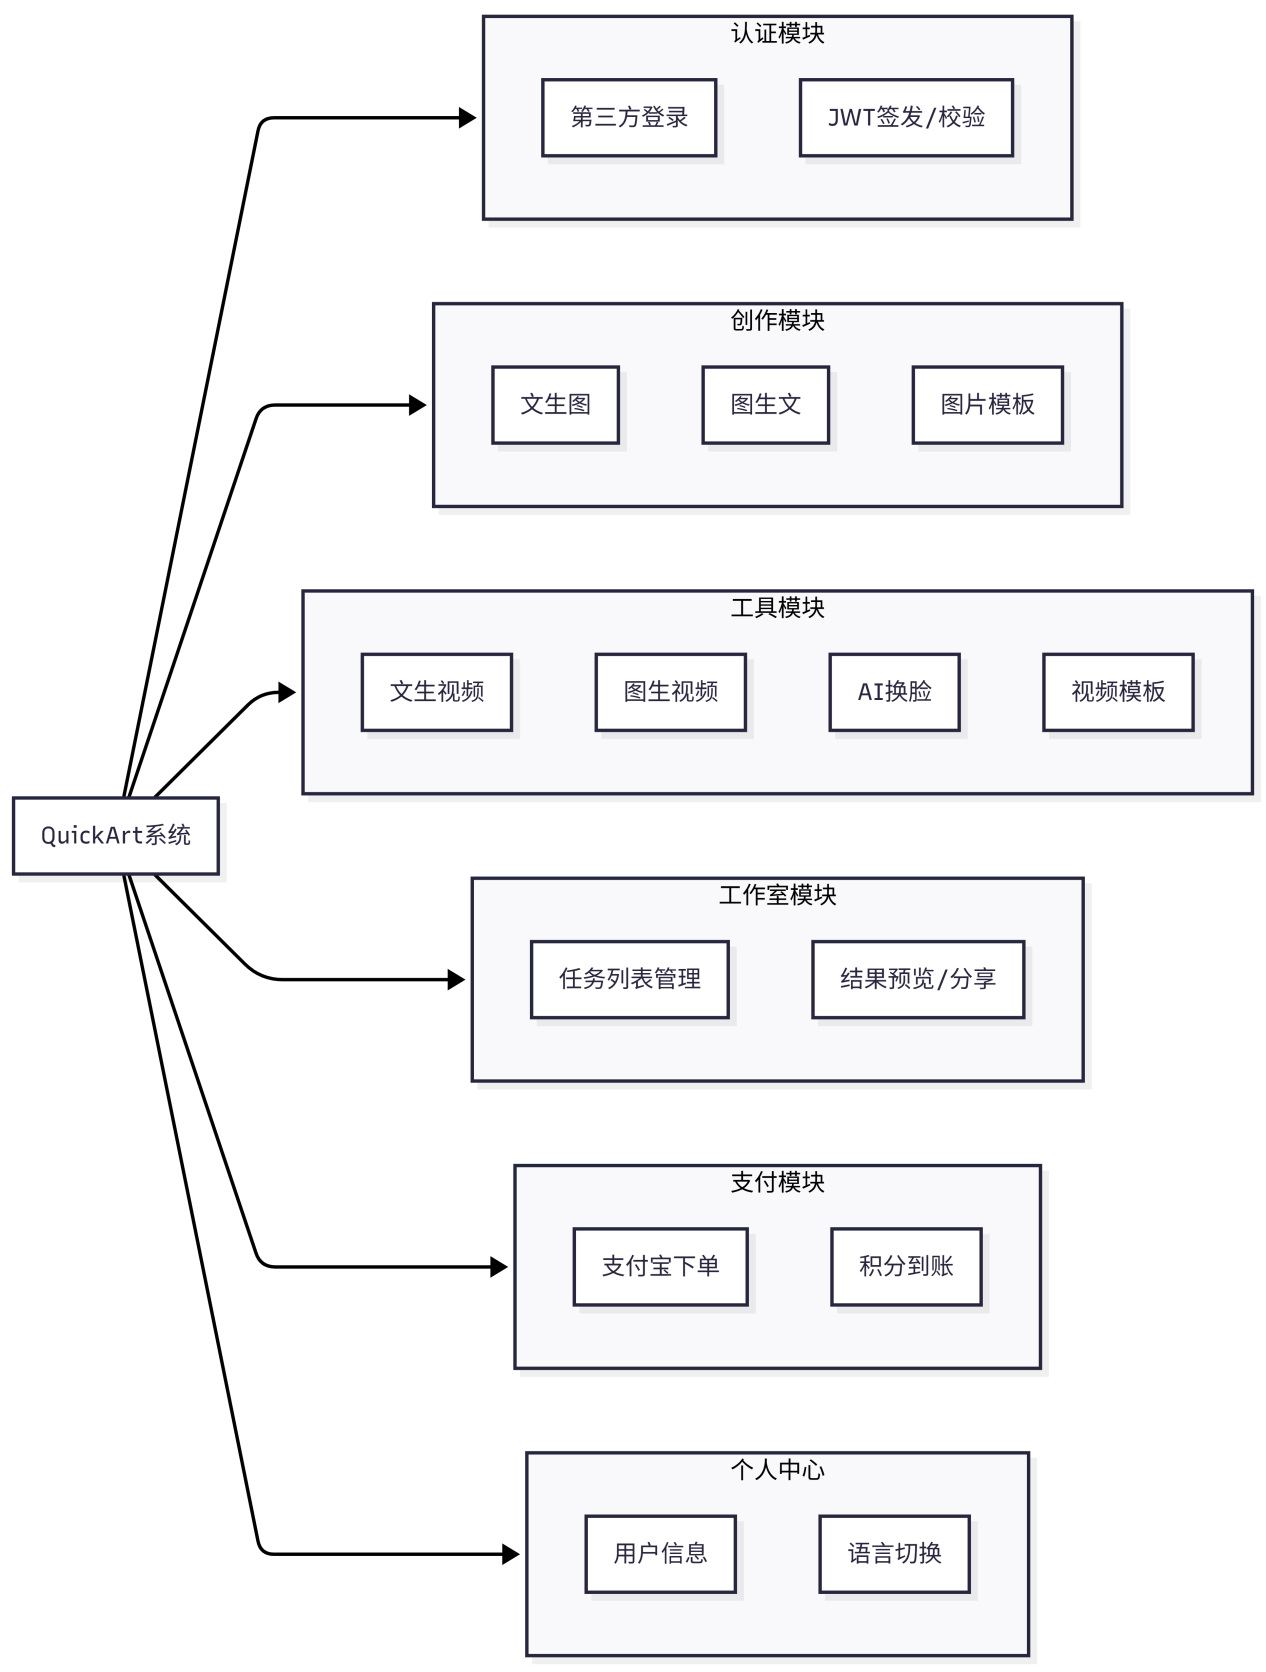 认证模块
第三方登录
JWT签发/校验
创作模块
文生图
图生文
图片模板
工具模块
文生视频
图生视频
AI换脸
视频模板
QuickArt系统
工作室模块
任务列表管理
结果预览/分享
支付模块
支付宝下单
积分到账
个人中心
用户信息
语言切换